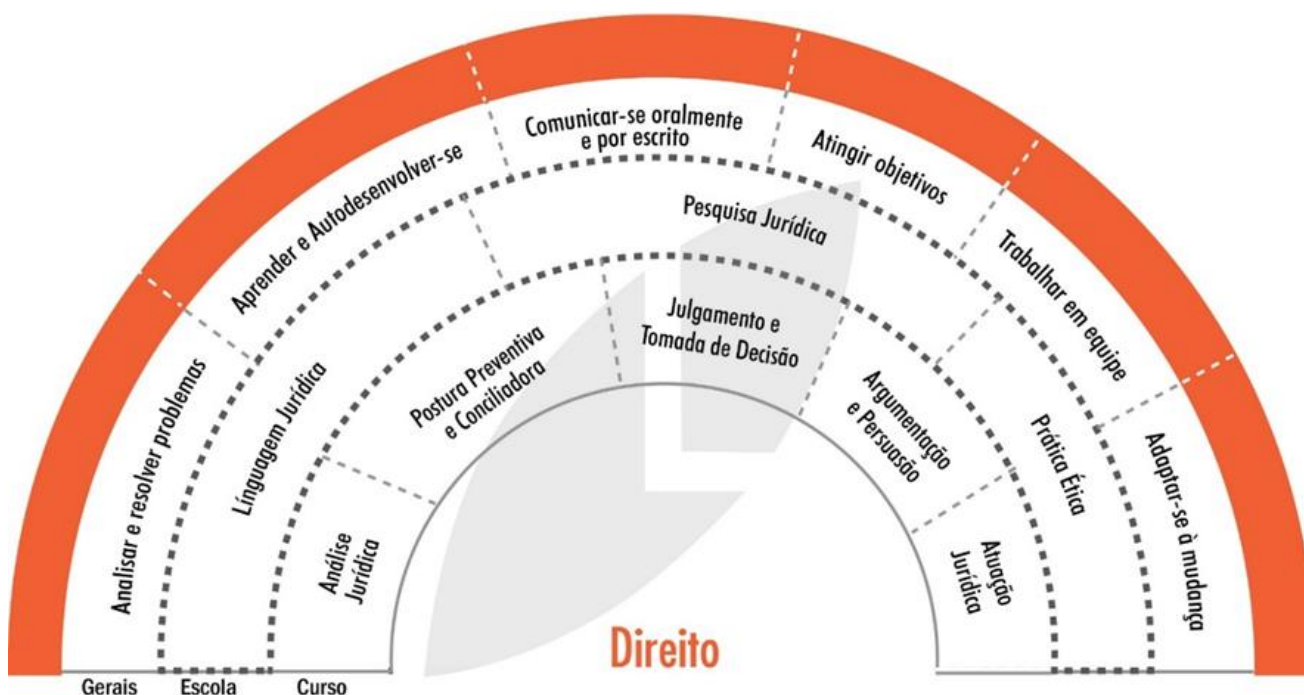 Analisar e resolver problemas
Aprender e Autodesenvolver-se
Comunicar-se oralmente
e por escrito
Atingir objetivos
Trabalhar em equipe
Adaptar-se à mudança
Línguagem Jurídica
Pesquisa Jurídica
Prática Ética
Análise
Jurídica
Postura Preventiva
e Conciliadora
Julgamento e
Tomada de Decisão
Argumentação
e Persuasão
Atuação
Jurídica
Direito
Gerais
Escola
Curso